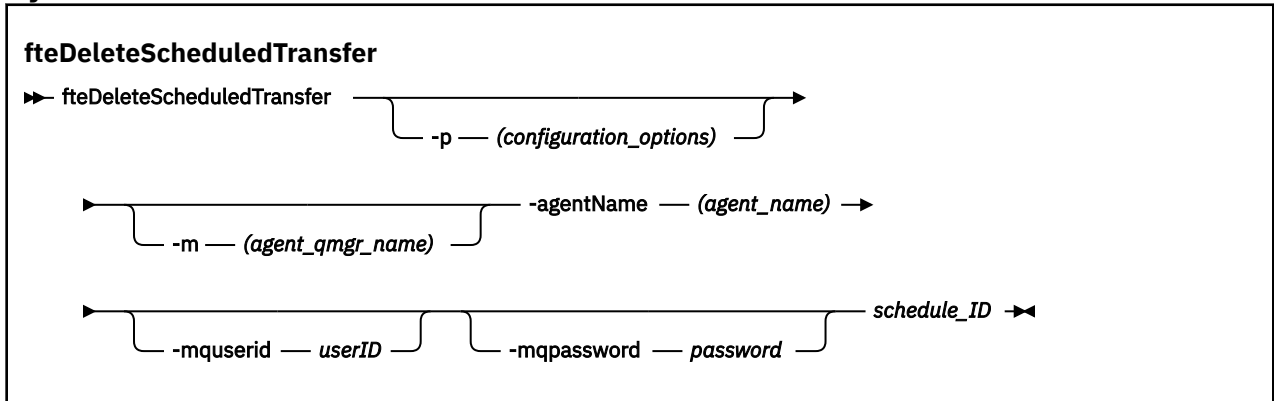 fteDeleteScheduledTransfer
fteDeleteScheduledTransfer
-p (configuration_options)
-agentName (agent_name)
-m (agent_qmgr_name)
schedule_ID
-mquserid userID -mqpassword password